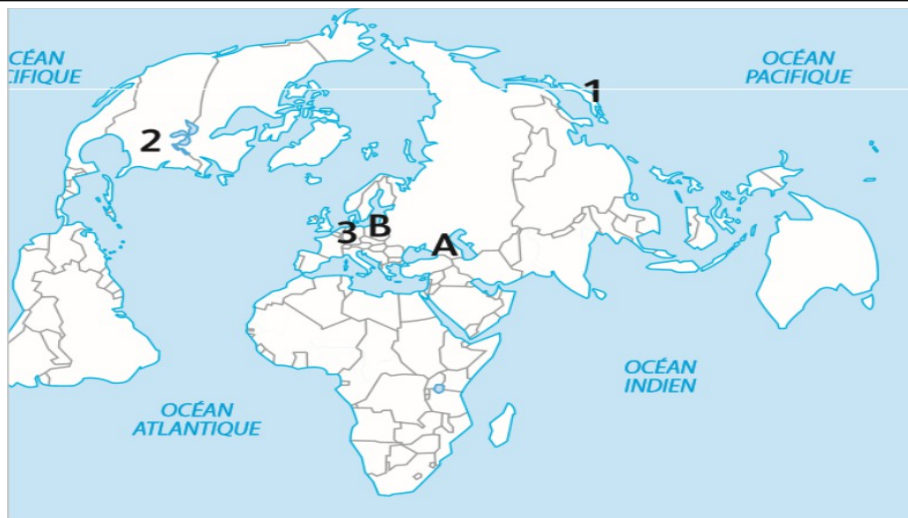 CÉAN
CIFIQUE
OCÉAN
PACIFIQUE
1
2
3
B
A
OCÉAN
INDIEN
OCÉAN
ATLANTIQUE